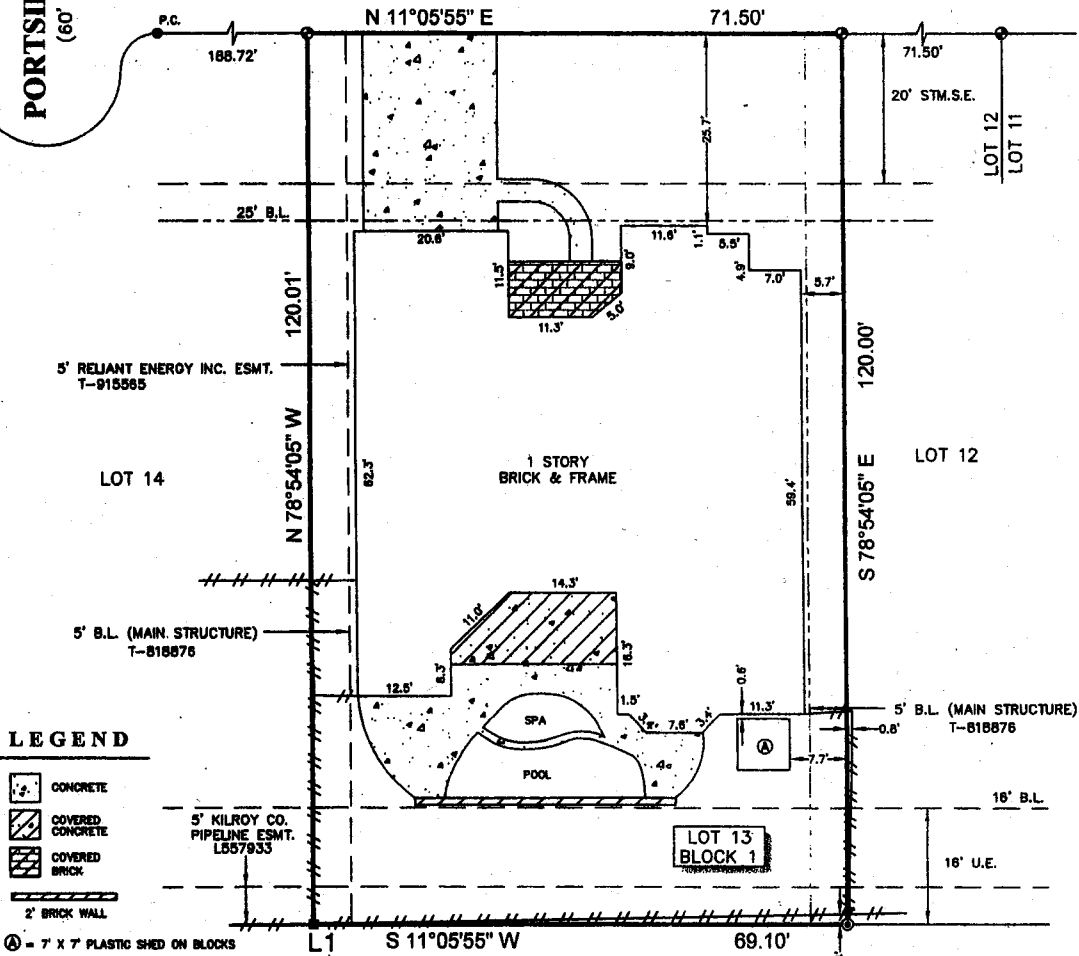 PORTSI
(60'
P.C.
N 11°05'55" E
71.50'
188.72'
71.50'
20' STM.S.E.
LOT 12
LOT 11
25.7'
25' B.L.
20.6'
11.6'
1.1'
5.5'
4.9'
7.0'
5.7'
11.5'
9.0'
11.3'
5.0'
N 78°54'05" W
120.01'
120.00'
S 78°54'05" E
5' RELIANT ENERGY INC. ESMT.
T-915565
LOT 14
1 STORY
BRICK & FRAME
LOT 12
62.3'
59.4'
14.3'
11.0'
16.3'
5' B.L. (MAIN STRUCTURE)
T-818876
12.5'
1.5'
7.6'
0.6'
11.3'
5' B.L. (MAIN STRUCTURE)
T-818876
0.8'
7.7'
SPA
POOL
A
LEGEND
CONCRETE
COVERED
CONCRETE
COVERED
BRICK
2' BRICK WALL
A = 7' X 7' PLASTIC SHED ON BLOCKS
5' KILROY CO.
PIPELINE ESMT.
L557933
LOT 13
BLOCK 1
16' B.L.
16' U.E.
L1
S 11°05'55" W
69.10'